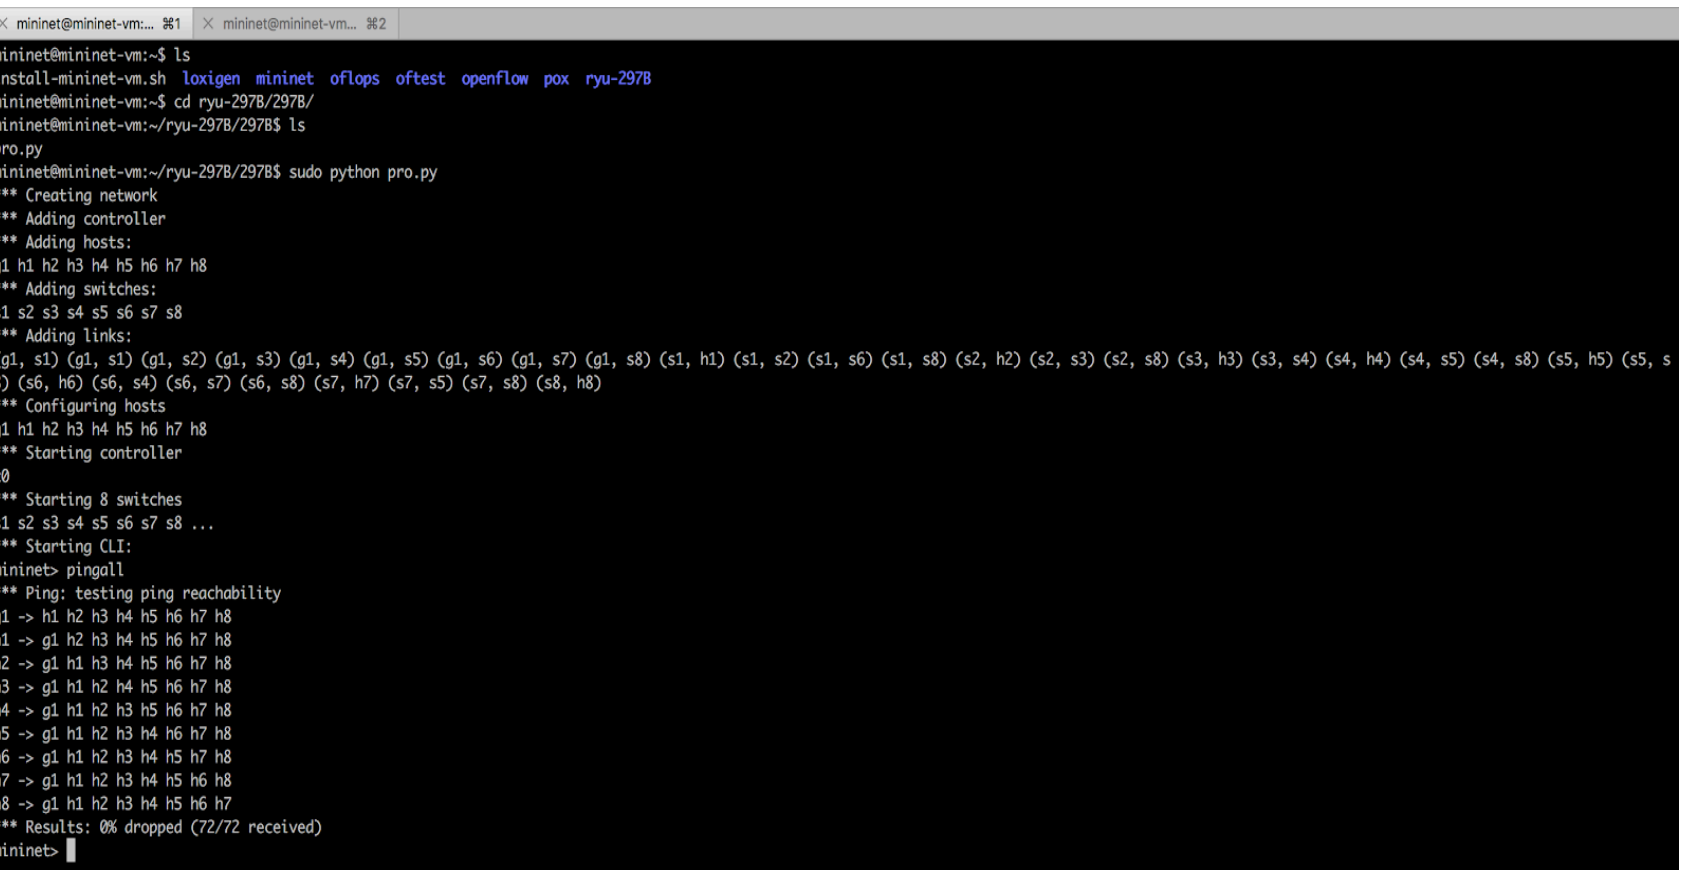 mininet@mininet-vm:... ⌘1 mininet@mininet-vm... ⌘2
ininet@mininet-vm:~$ ls
nstall-mininet-vm.sh loxigen mininet oflops oftest openflow pox ryu-297B
ininet@mininet-vm:~$ cd ryu-297B/297B/
ininet@mininet-vm:~/ryu-297B/297B$ ls
ro.py
ininet@mininet-vm:~/ryu-297B/297B$ sudo python pro.py
** Creating network
** Adding controller
** Adding hosts:
1 h1 h2 h3 h4 h5 h6 h7 h8
** Adding switches:
1 s2 s3 s4 s5 s6 s7 s8
** Adding links:
g1, s1) (g1, s1) (g1, s2) (g1, s3) (g1, s4) (g1, s5) (g1, s6) (g1, s7) (g1, s8) (s1, h1) (s1, s2) (s1, s6) (s1, s8) (s2, h2) (s2, s3) (s2, s8) (s3, h3) (s3, s4) (s4, h4) (s4, s5) (s4, s8) (s5, h5) (s5, s
) (s6, h6) (s6, s4) (s6, s7) (s6, s8) (s7, h7) (s7, s5) (s7, s8) (s8, h8)
** Configuring hosts
1 h1 h2 h3 h4 h5 h6 h7 h8
** Starting controller
0
** Starting 8 switches
1 s2 s3 s4 s5 s6 s7 s8 ...
** Starting CLI:
ininet> pingall
** Ping: testing ping reachability
1 -> h1 h2 h3 h4 h5 h6 h7 h8
1 -> g1 h2 h3 h4 h5 h6 h7 h8
2 -> g1 h1 h3 h4 h5 h6 h7 h8
3 -> g1 h1 h2 h4 h5 h6 h7 h8
4 -> g1 h1 h2 h3 h5 h6 h7 h8
5 -> g1 h1 h2 h3 h4 h6 h7 h8
6 -> g1 h1 h2 h3 h4 h5 h7 h8
7 -> g1 h1 h2 h3 h4 h5 h6 h8
8 -> g1 h1 h2 h3 h4 h5 h6 h7
** Results: 0% dropped (72/72 received)
ininet>